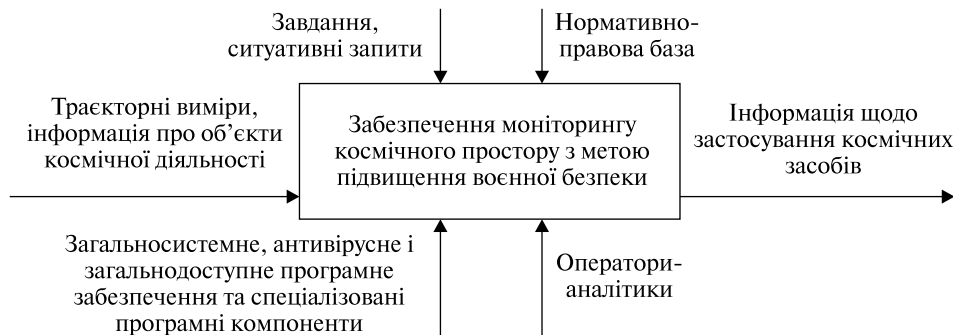 Завдання,
ситуативні запити
Нормативно-
правова база
Траєкторні виміри,
інформація про об’єкти
космічної діяльності
Забезпечення моніторингу
космічного простору з метою
підвищення воєнної безпеки
Інформація щодо
застосування космічних
засобів
Загальносистемне, антивірусне і
загальнодоступне програмне
забезпечення та спеціалізовані
програмні компоненти
Оператори-
аналітики